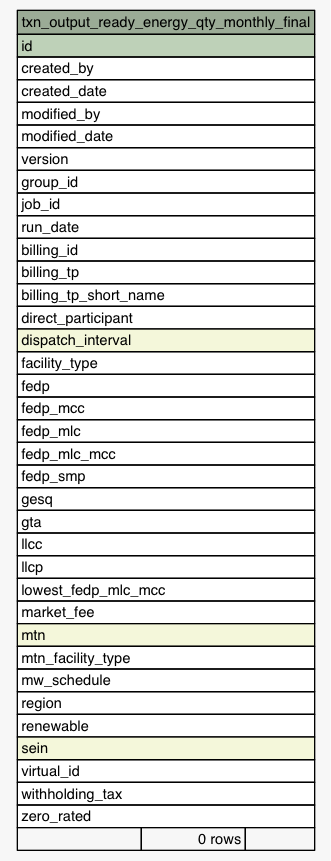 txn_output_ready_energy_qty_monthly_final
id
created_by
created_date
modified_by
modified_date
version
group_id
job_id
run_date
billing_id
billing_tp
billing_tp_short_name
direct_participant
dispatch_interval
facility_type
fedp
fedp_mcc
fedp_mlc
fedp_mlc_mcc
fedp_smp
gesq
gta
llcc
llcp
lowest_fedp_mlc_mcc
market_fee
mtn
mtn_facility_type
mw_schedule
region
renewable
sein
virtual_id
withholding_tax
zero_rated
0 rows